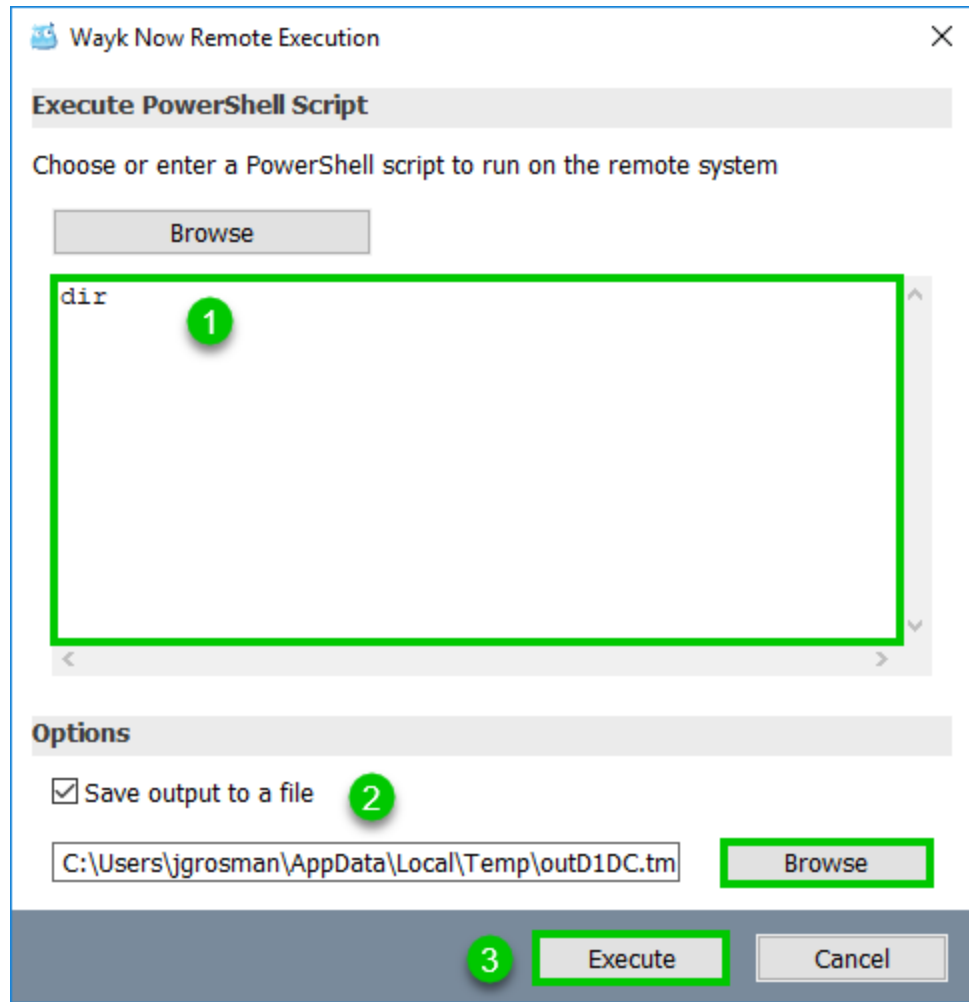 Wayk Now Remote Execution
Execute PowerShell Script
Choose or enter a PowerShell script to run on the remote system
Browse
dir
1
Options
Save output to a file
2
C:\Users\jgrosman\AppData\Local\Temp\outD1DC.tm
Browse
3
Execute
Cancel